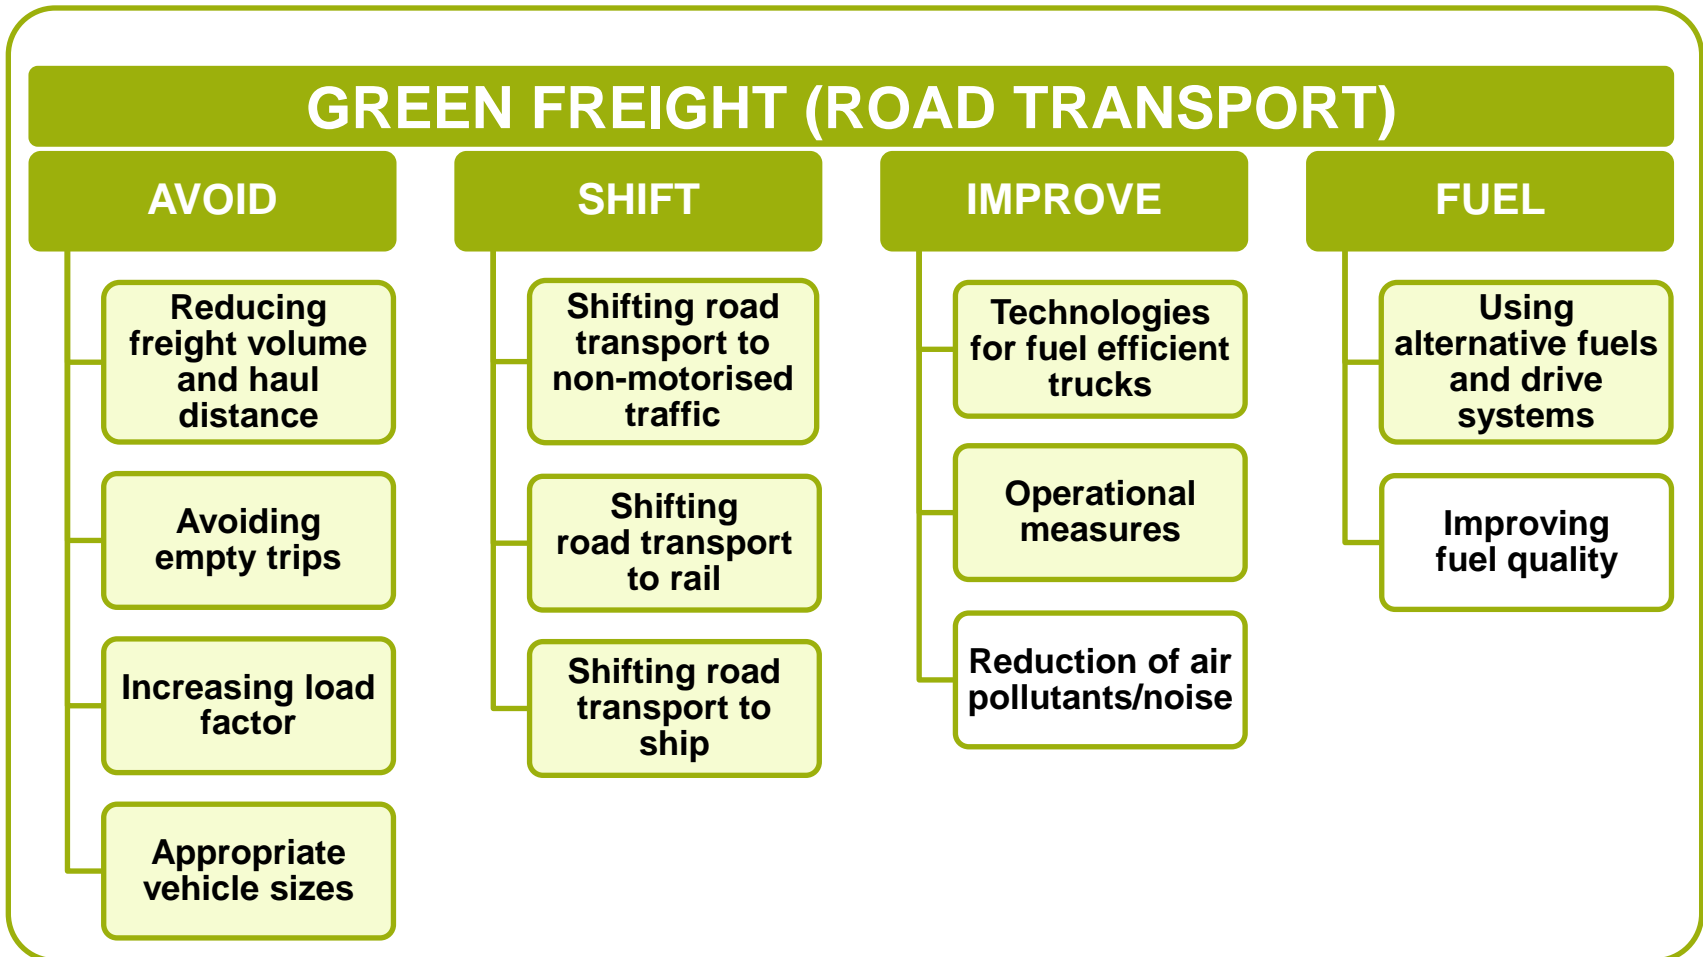 GREEN FREIGHT (ROAD TRANSPORT)
AVOID
Reducing
freight volume
and haul
distance
Avoiding
empty trips
Increasing load
factor
Appropriate
vehicle sizes
SHIFT
Shifting road
transport to
non-motorised
traffic
Shifting
road transport
to rail
Shifting road
transport to
ship
IMPROVE
Technologies
for fuel efficient
trucks
Operational
measures
Reduction of air
pollutants/noise
FUEL
Using
alternative fuels
and drive
systems
Improving
fuel quality